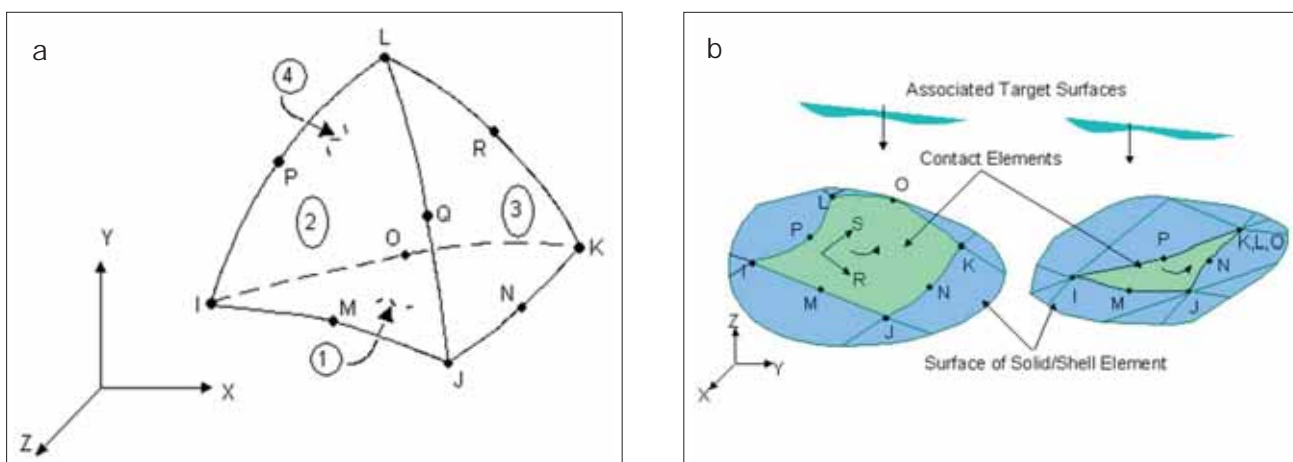 a
L
4
R
P
Y
2
3
Q
O
K
I
M
N
1
J
X
Z
b
Associated Target Surfaces
Contact Elements
O
L
P
S
I
R
K
M
N
J
Z
Y
X
P
K,L,O
N
I
M
J
Surface of Solid/Shell Element